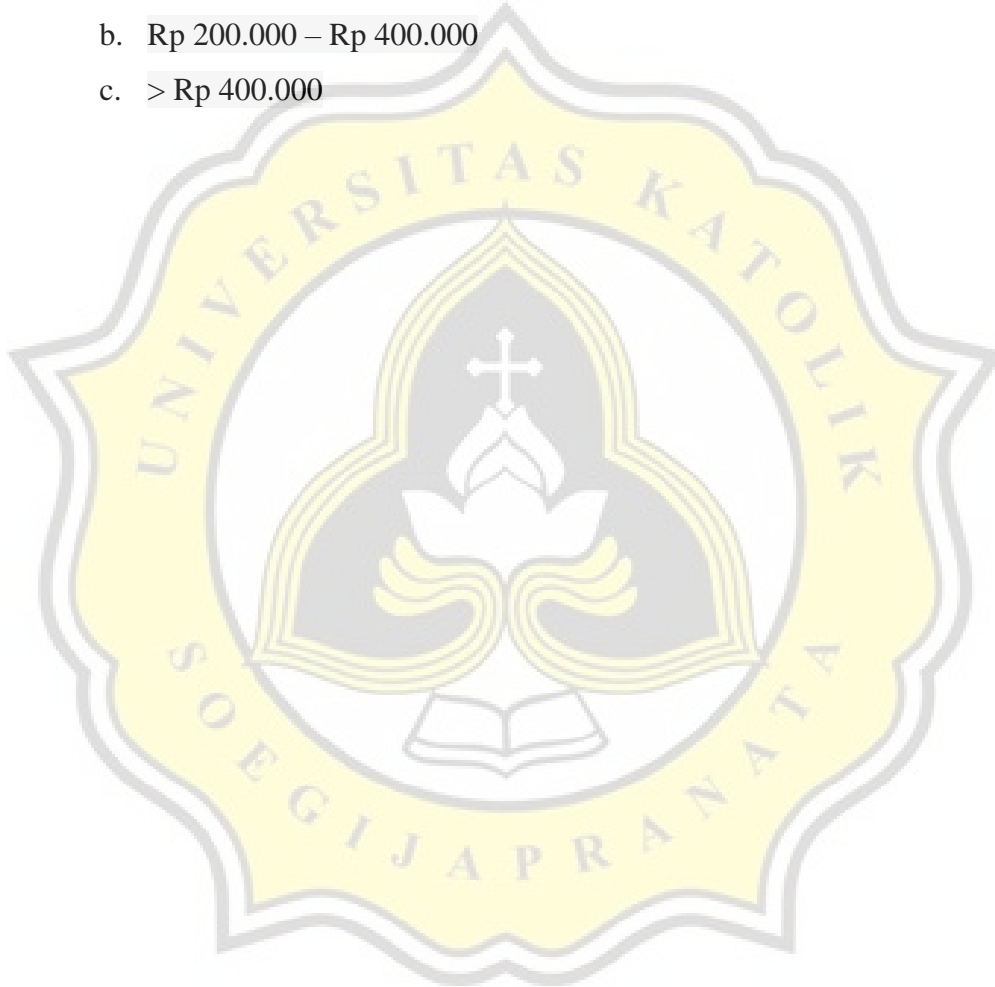 b. Rp 200.000 – Rp 400.000
c. > Rp 400.000
UNIVERSITAS KATOLIK
SOEGIJAPRANATA